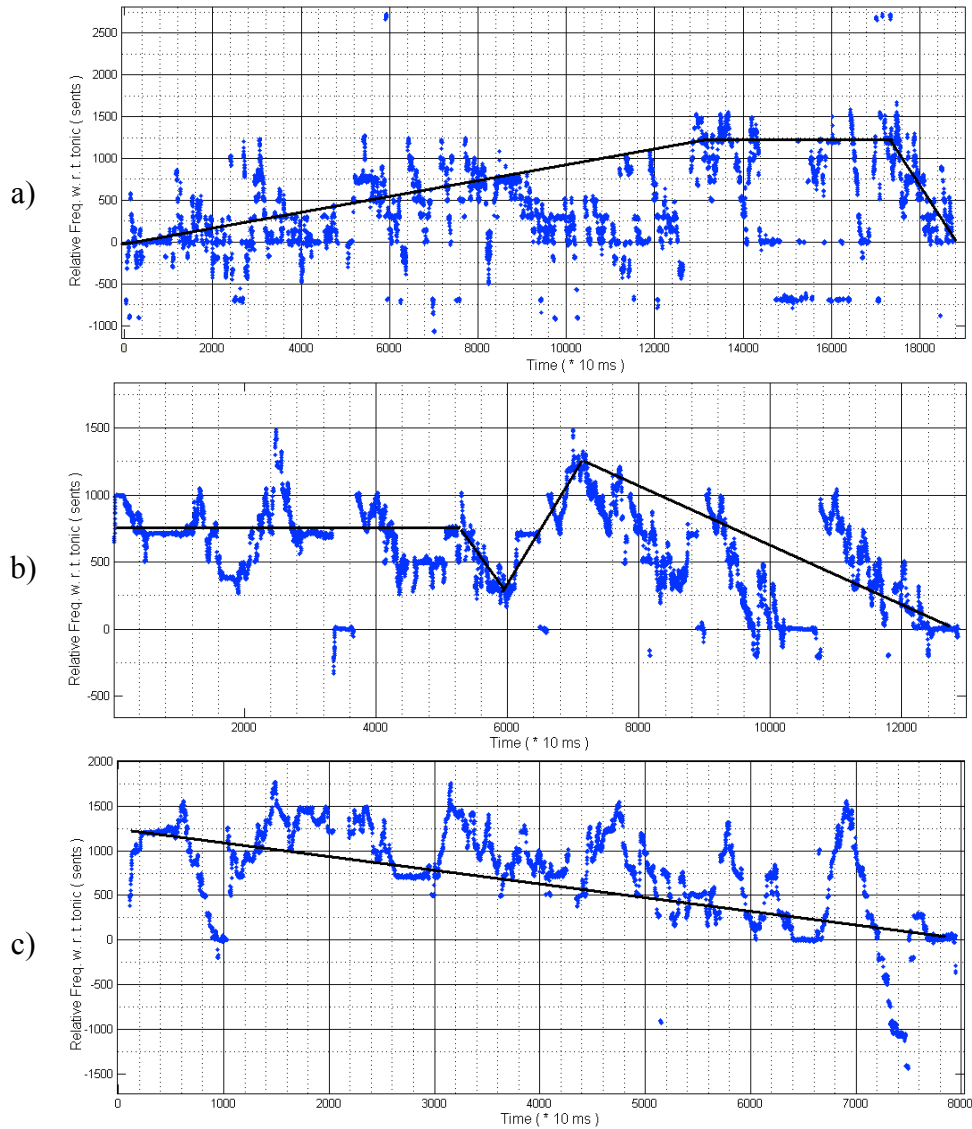 a)
Relative Freq. w. r. t. tonic ( sents )
2500
2000
1500
1000
500
0
-500
-1000
0 2000 4000 6000 8000 10000 12000 14000 16000 18000
Time ( * 10 ms )
b)
Relative Freq. w. r. t. tonic ( sents )
1500
1000
500
0
-500
2000 4000 6000 8000 10000 12000
Time ( * 10 ms )
c)
Relative Freq. w. r. t. tonic ( sents )
2000
1500
1000
500
0
-500
-1000
-1500
0 1000 2000 3000 4000 5000 6000 7000 8000
Time ( * 10 ms )